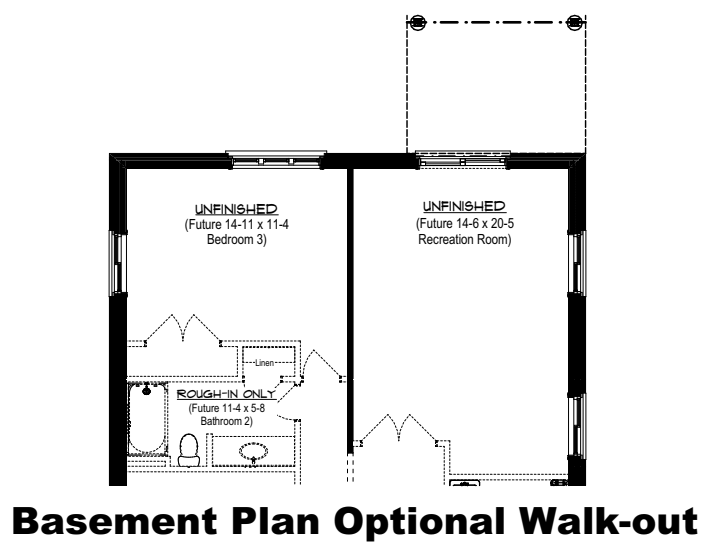 UNFINISHED
(Future 14-11 x 11-4
Bedroom 3)
UNFINISHED
(Future 14-6 x 20-5
Recreation Room)
Linen
ROUGH-IN ONLY
(Future 11-4 x 5-8
Bathroom 2)
Basement Plan Optional Walk-out